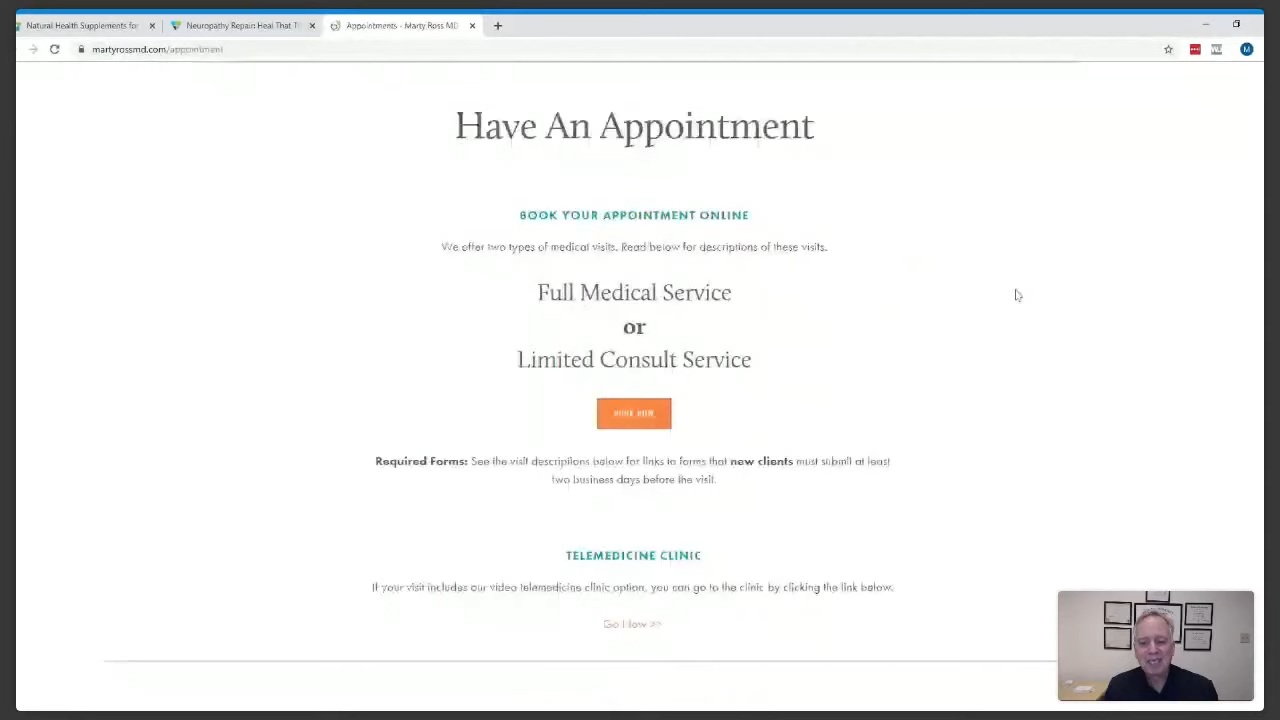 Natural Health Supplements for
Neuropathy Repair Heal That T
Appointments - Marty Ross MD
martyrossmd.com/appointment
M
Have An Appointment
BOOK YOUR APPOINTMENT ONLINE
We offer two types of medical visits. Read below for descriptions of these visits.
Full Medical Service
or
Limited Consult Service
BOOK NOW
Required Forms: See the visit descriptions below for links to forms that new clients must submit at least
two business days before the visit.
TELEMEDICINE CLINIC
If your visit includes our video telemedicine clinic option, you can go to the clinic by clicking the link below.
Go Now >>